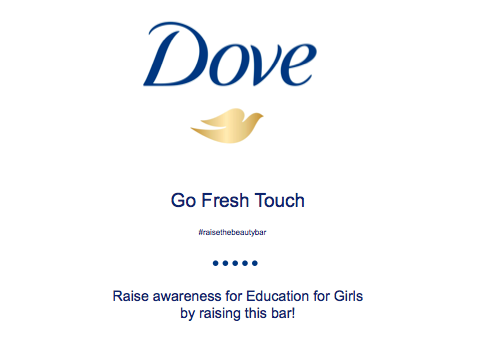 Dove
Go Fresh Touch
#raisethebeautybar
Raise awareness for Education for Girls
by raising this bar!